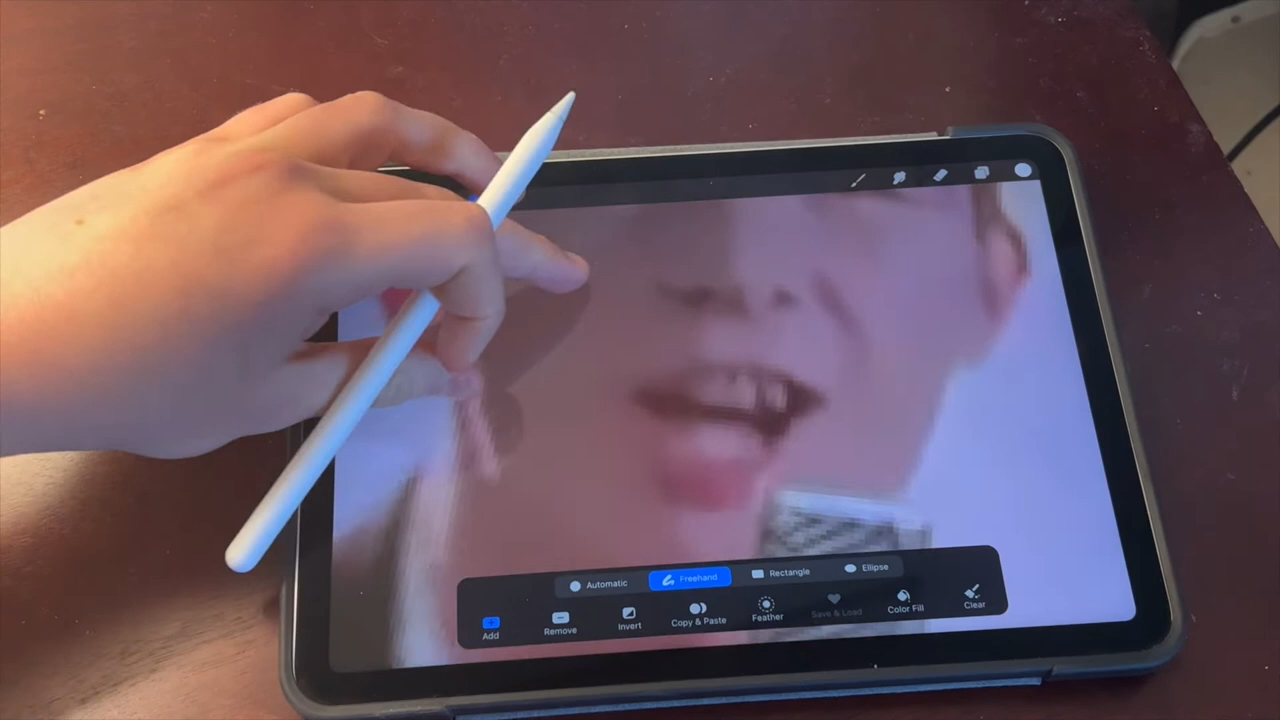 Automatic
Freehand
Rectangle
Ellipse
Add
Remove
Invert
Copy & Paste
Feather
Save & Load
Color Fill
Clear